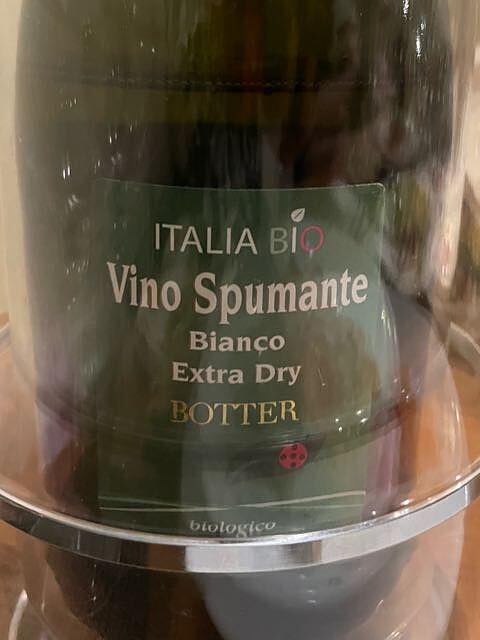 ITALIA BIO
Vino Spumante
Bianco
Extra Dry
BOTTER
biologico